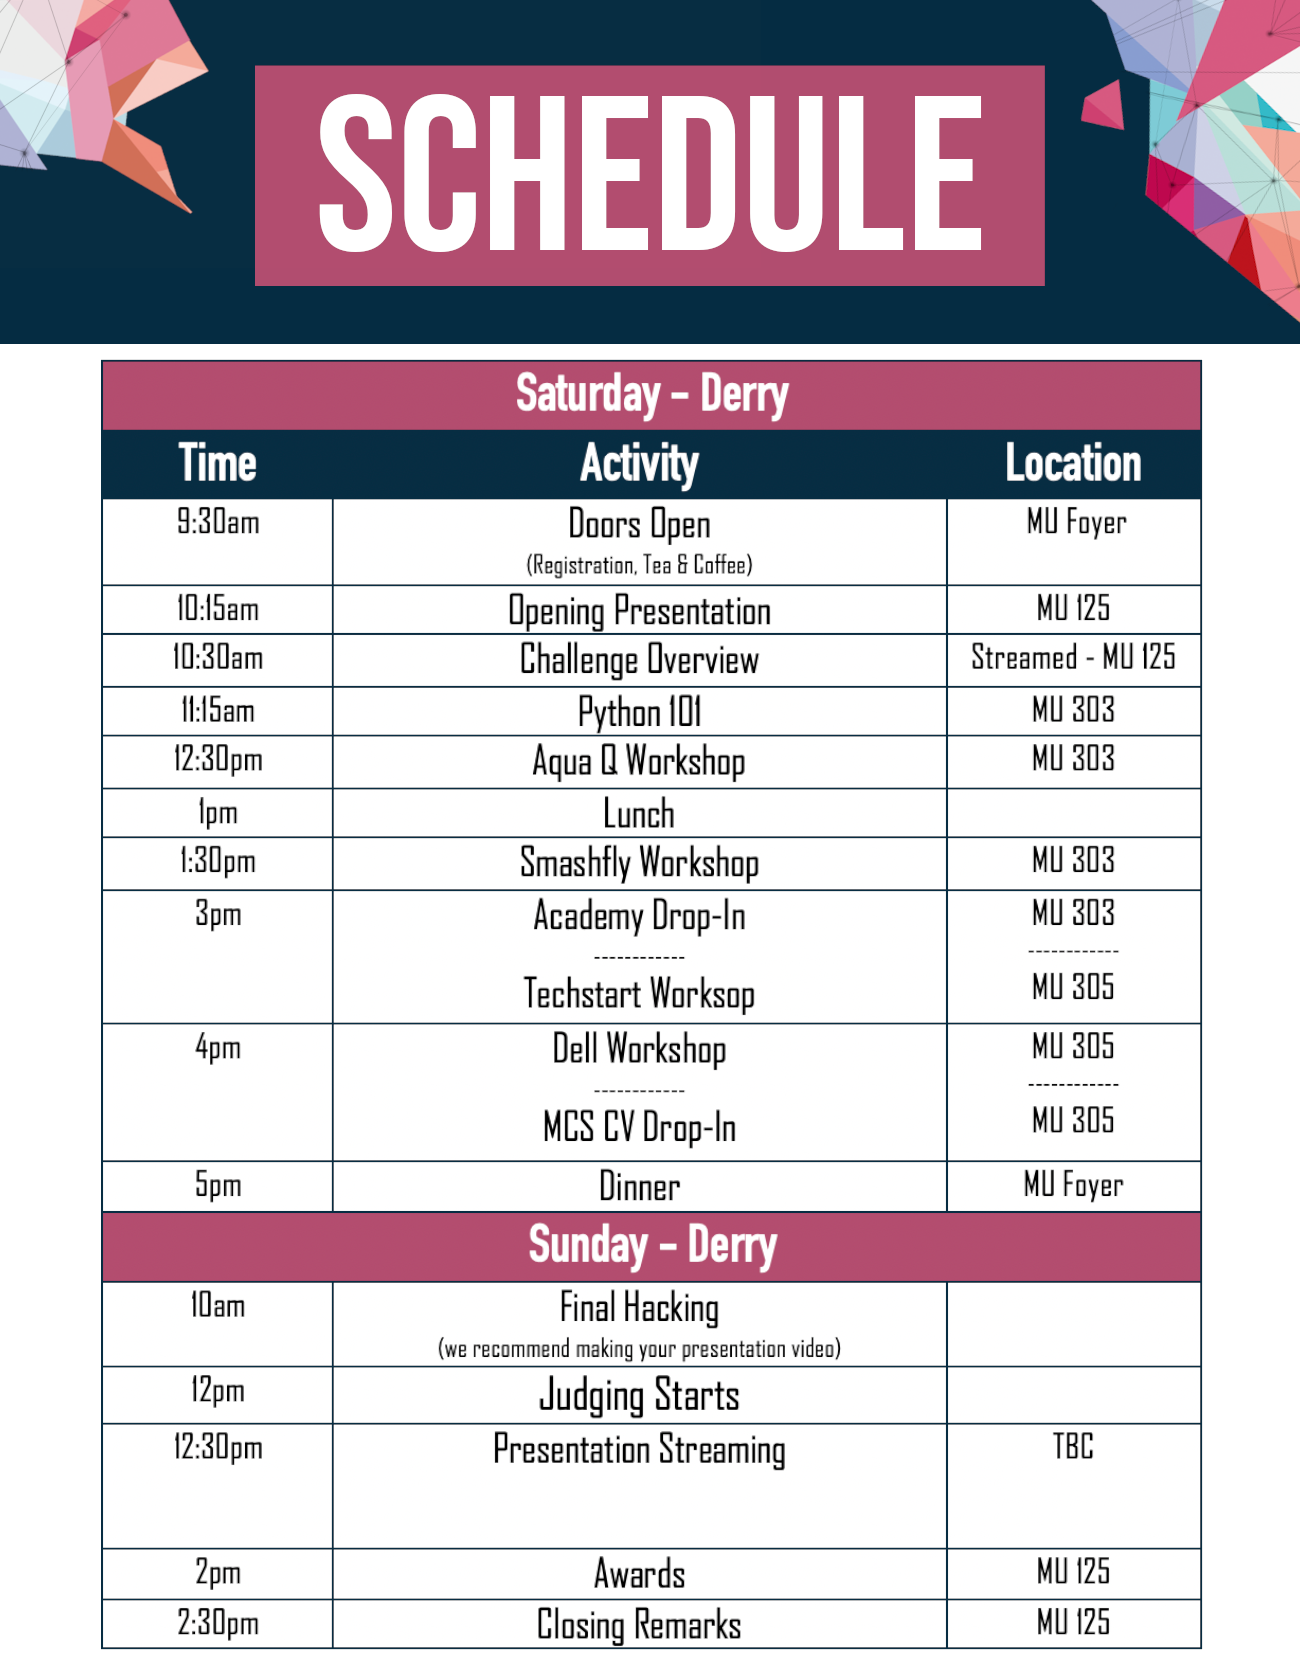 SCHEDULE
Saturday - Derry
Time Activity Location
9:30am Doors Open MU Foyer
(Registration, Tea & Coffee)
10:15am Opening Presentation MU 125
10:30am Challenge Overview Streamed - MU 125
11:15am Python 101 MU 303
12:30pm Aqua Q Workshop MU 303
1pm Lunch
1:30pm Smashfly Workshop MU 303
3pm Academy Drop-In MU 303
------------ ------------
Techstart Worksop MU 305
4pm Dell Workshop MU 305
------------ ------------
MCS CV Drop-In MU 305
5pm Dinner MU Foyer
Sunday - Derry
10am Final Hacking
(we recommend making your presentation video)
12pm Judging Starts
12:30pm Presentation Streaming TBC
2pm Awards MU 125
2:30pm Closing Remarks MU 125